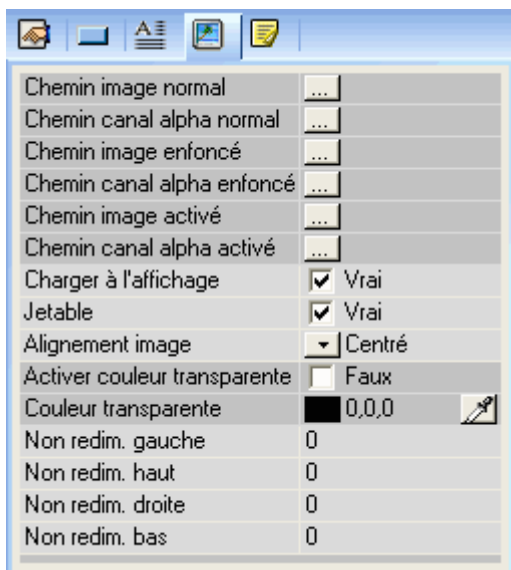 Chemin image normal ...
Chemin canal alpha normal ...
Chemin image enfoncé ...
Chemin canal alpha enfoncé ...
Chemin image activé ...
Chemin canal alpha activé ...
Charger à l'affichage Vrai
Jetable Vrai
Alignement image Centré
Activer couleur transparente Faux
Couleur transparente 0,0,0
Non redim. gauche 0
Non redim. haut 0
Non redim. droite 0
Non redim. bas 0